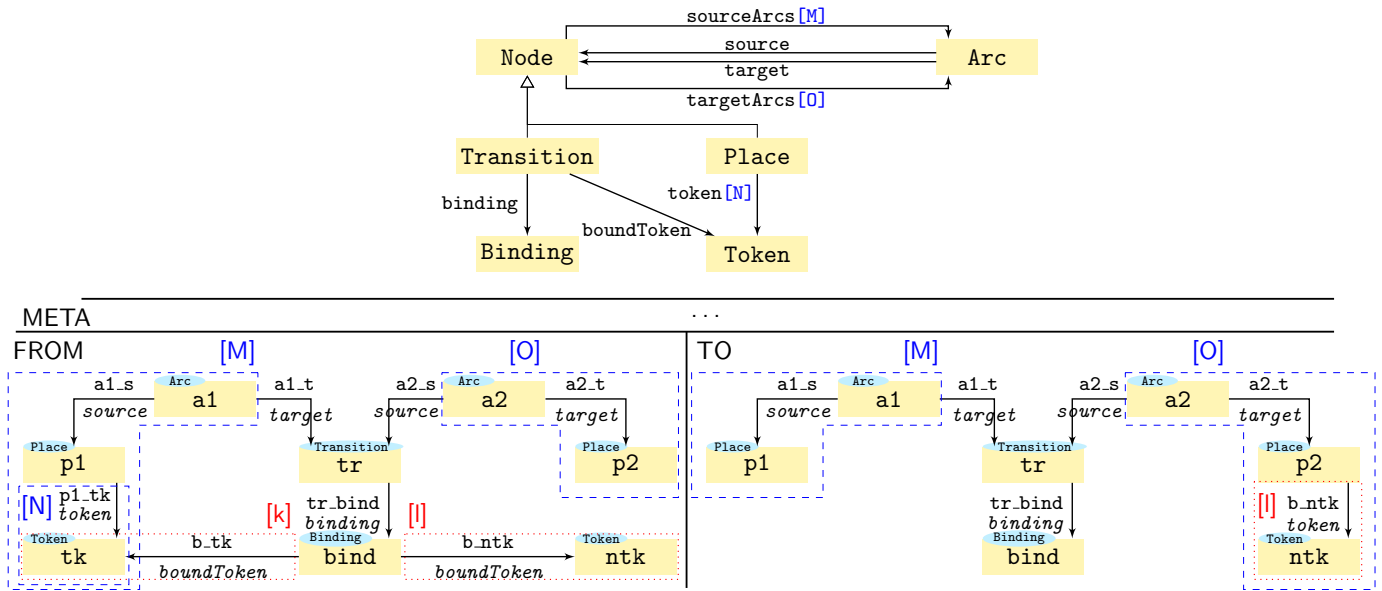 sourceArcs[M]
Node
source
Arc
target
targetArcs[O]
Transition
Place
binding
token[N]
boundToken
Binding
Token
META
...
FROM
[M]
[O]
TO
[M]
[O]
a1_s
Arc
a1
a1_t
a2_s
Arc
a2
a2_t
source
target
source
target
Place
p1
Transition
tr
Place
p2
[N]
p1_tk
token
[k]
tr_bind
binding
[l]
Token
tk
b_tk
boundToken
Binding
bind
b_ntk
boundToken
Token
ntk
a1_s
Arc
a1
a1_t
a2_s
Arc
a2
a2_t
source
target
source
target
Place
p1
Transition
tr
Place
p2
tr_bind
binding
[l]
b_ntk
token
Binding
bind
Token
ntk